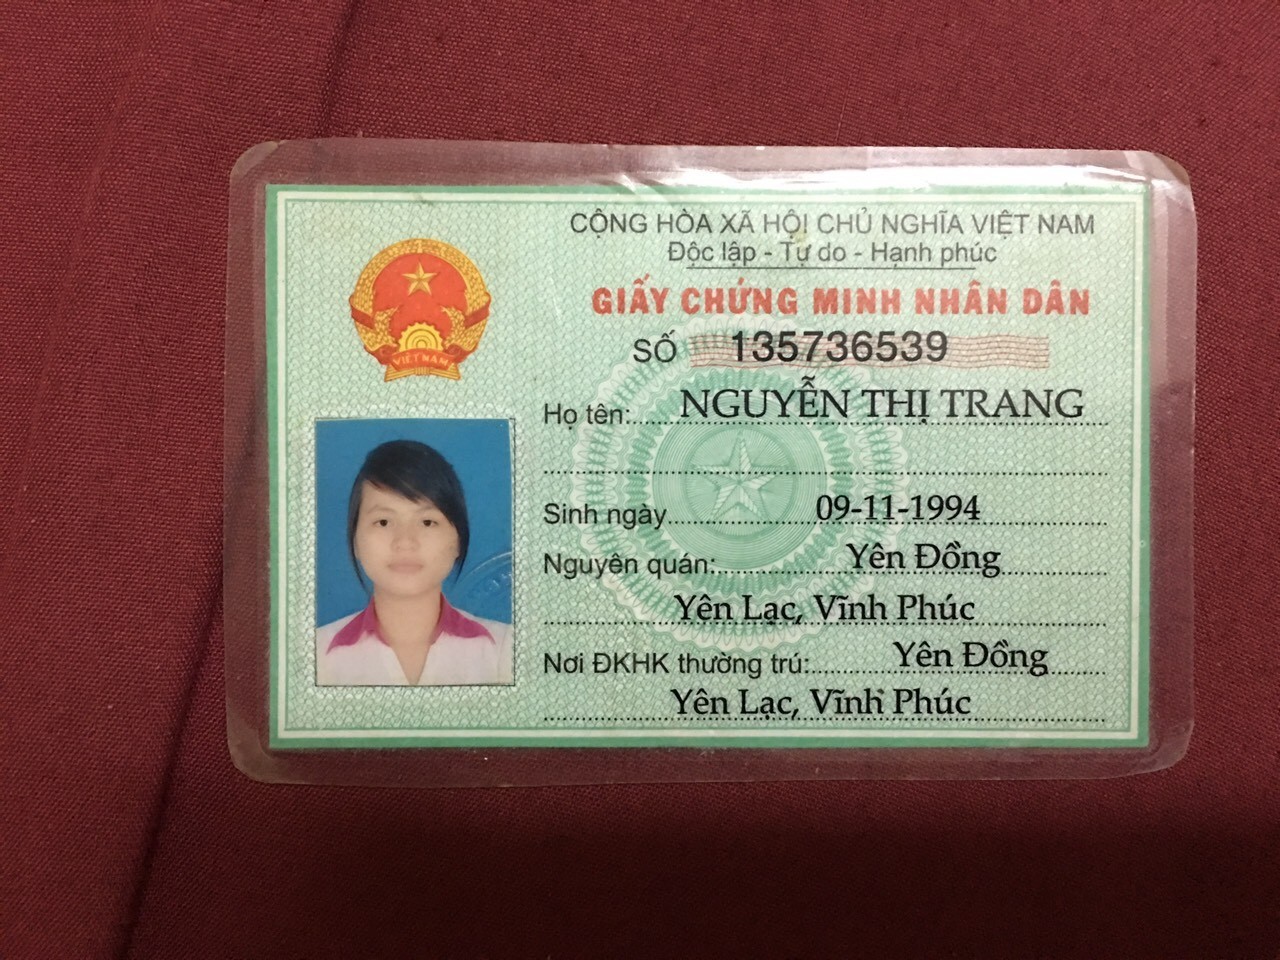 CỘNG HÒA XÃ HỘI CHỦ NGHĨA VIỆT NAM
Độc lập - Tự do - Hạnh phúc
GIẤY CHỨNG MINH NHÂN DÂN
SỐ 135736539
VIỆT NAM
Họ tên: NGUYỄN THỊ TRANG
Sinh ngày 09-11-1994
Nguyên quán: Yên Đồng
Yên Lạc, Vĩnh Phúc
Nơi ĐKHK thường trú: Yên Đồng
Yên Lạc, Vĩnh Phúc